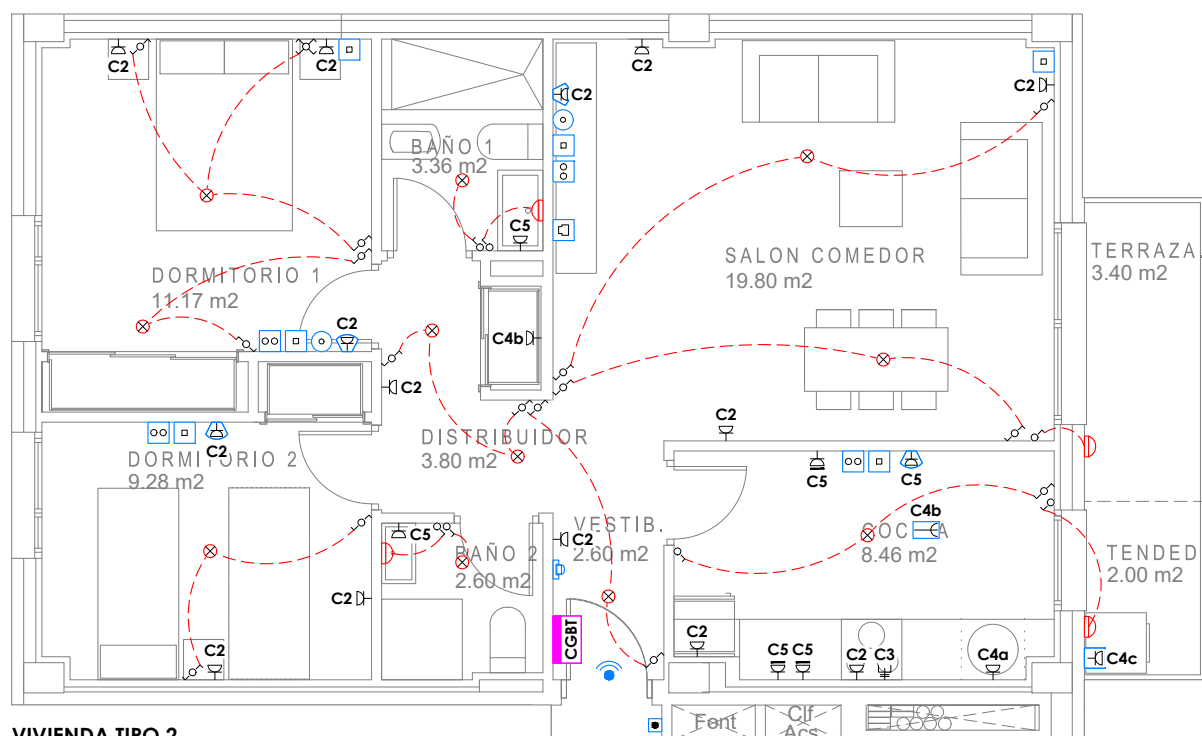 C2
C2
C2
C2
C2
BAÑO 1
3.36 m2
C5
SALON COMEDOR
19.80 m2
TERRAZA.
3.40 m2
DORMITORIO 1
11.17 m2
C2
C4b
C2
C2
DISTRIBUIDOR
3.80 m2
C2
DORMITORIO 2
9.28 m2
C5
C5
C4b
COCINA
8.46 m2
C5
BAÑO 2
2.60 m2
VESTIB.
2.60 m2
C2
TENDED
2.00 m2
C2
C2
CGBT
C2
C5
C5
C2
C3
C4a
C4c
VIVIENDA TIPO 2
Font
Clf
Acs